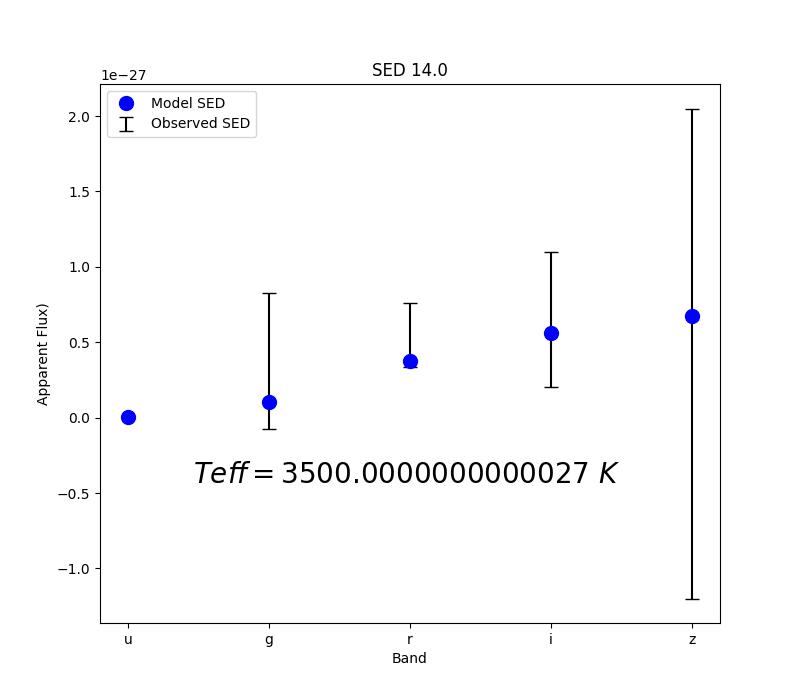 SED 14.0
1e−27
Model SED
Observed SED
2.0
1.5
1.0
0.5
0.0
−0.5
−1.0
Apparent Flux)
Teff = 3500.0000000000027 K
u g r i z
Band